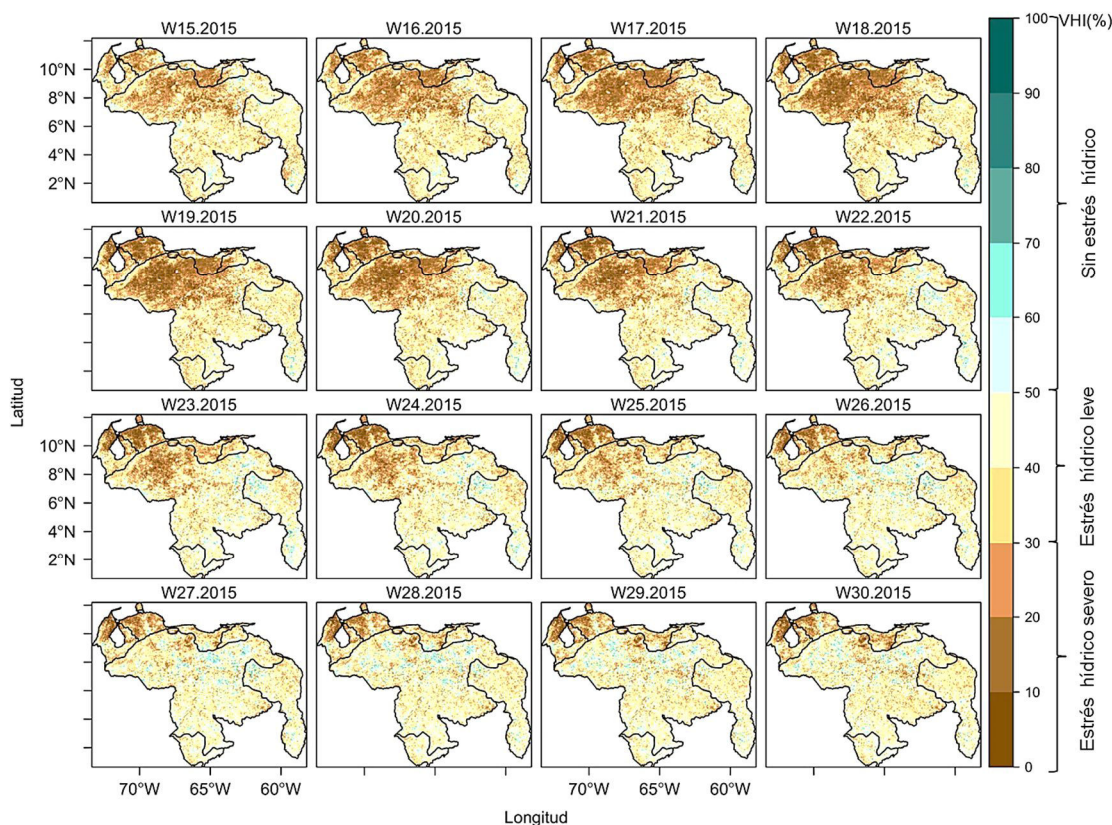 W15.2015 W16.2015 W17.2015 W18.2015
10°N
8°N
6°N
4°N
2°N
W19.2015 W20.2015 W21.2015 W22.2015
W23.2015 W24.2015 W25.2015 W26.2015
10°N
8°N
6°N
4°N
2°N
W27.2015 W28.2015 W29.2015 W30.2015
70°W 65°W 60°W 70°W 65°W 60°W
Latitud
Longitud
VHI(%)
100
90
80
70
60
50
40
30
20
10
0
Sin estrés hídrico
Estrés hídrico leve
Estrés hídrico severo